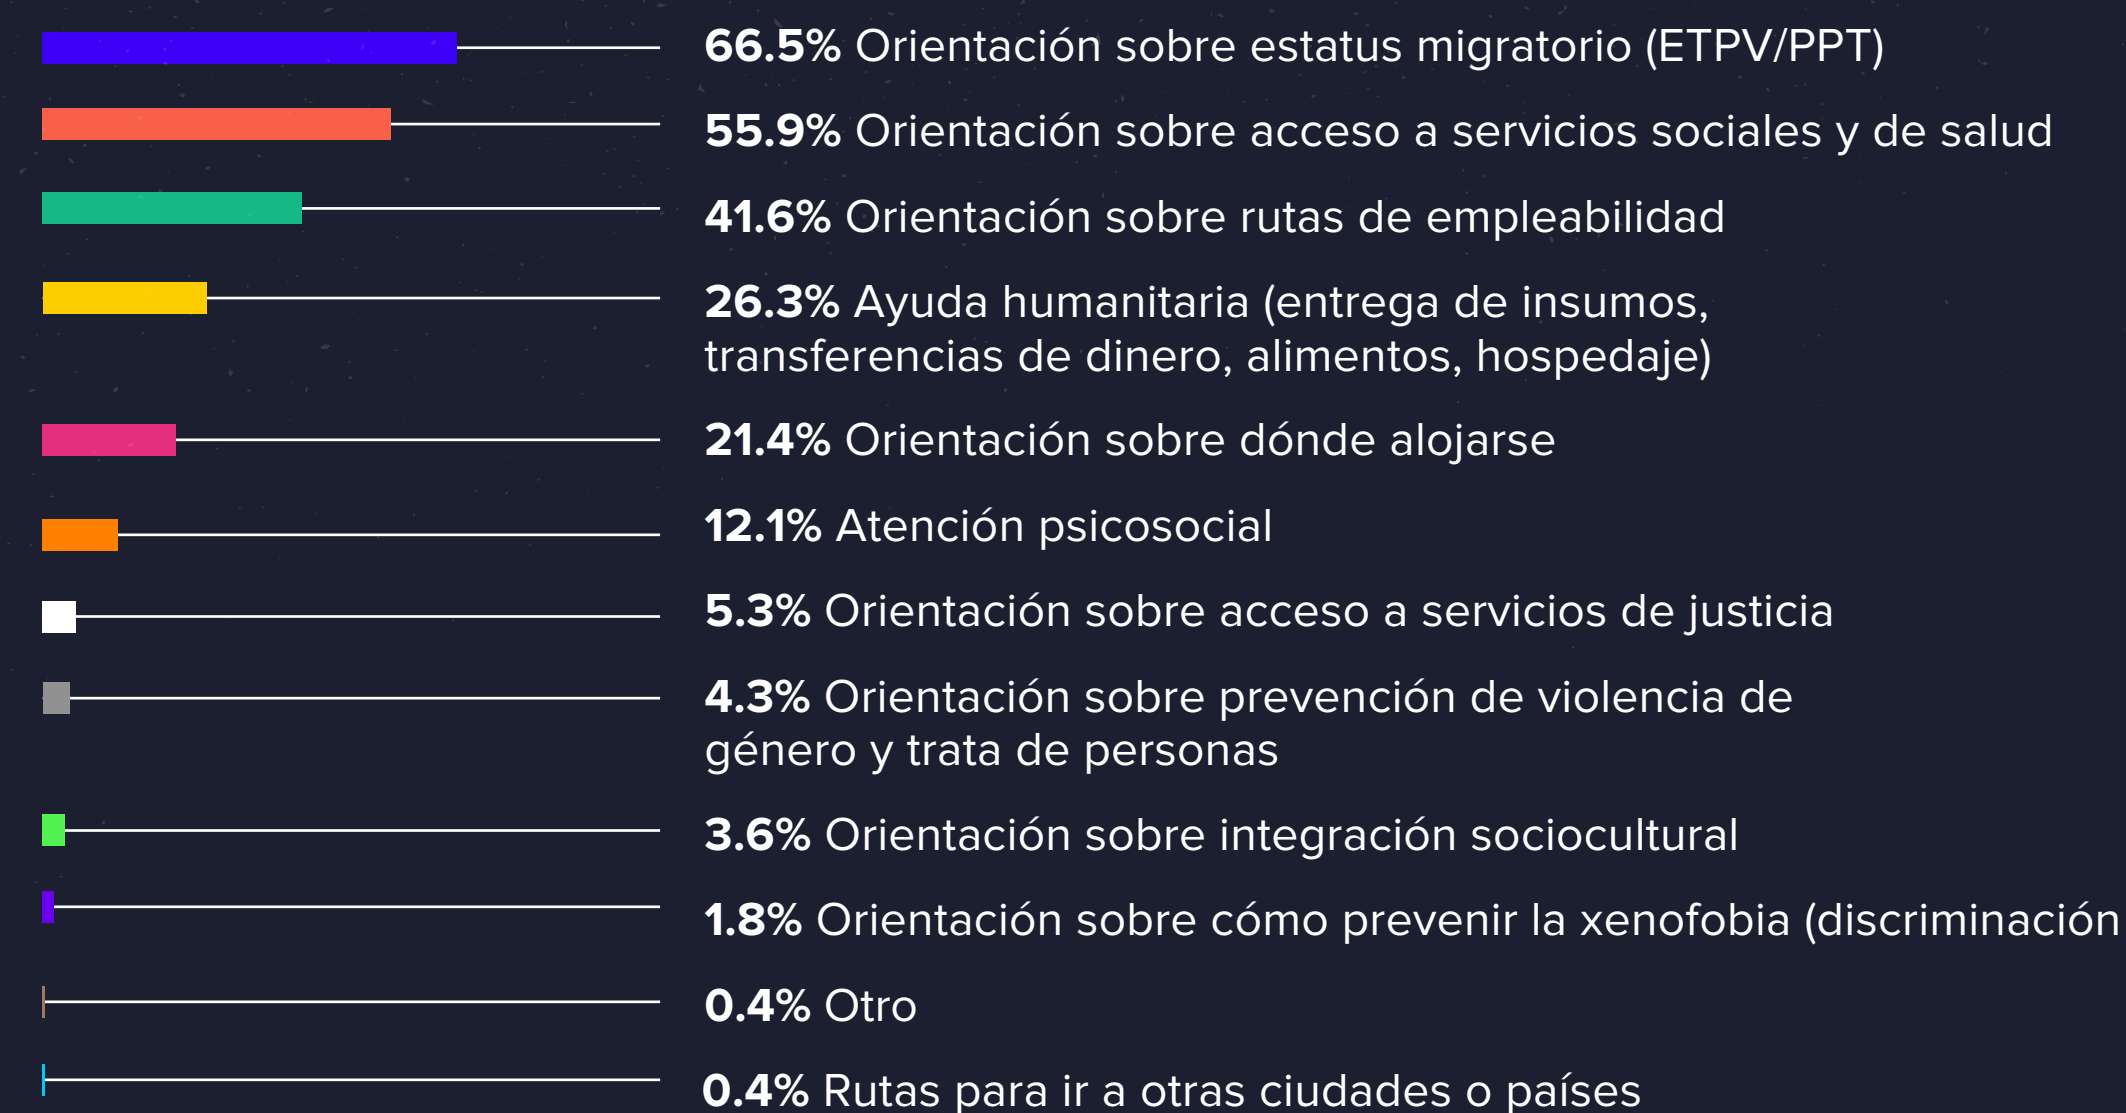 66.5% Orientación sobre estatus migratorio (ETPV/PPT)
55.9% Orientación sobre acceso a servicios sociales y de salud
41.6% Orientación sobre rutas de empleabilidad
26.3% Ayuda humanitaria (entrega de insumos,
transferencias de dinero, alimentos, hospedaje)
21.4% Orientación sobre dónde alojarse
12.1% Atención psicosocial
5.3% Orientación sobre acceso a servicios de justicia
4.3% Orientación sobre prevención de violencia de
género y trata de personas
3.6% Orientación sobre integración sociocultural
1.8% Orientación sobre cómo prevenir la xenofobia (discriminación
0.4% Otro
0.4% Rutas para ir a otras ciudades o países